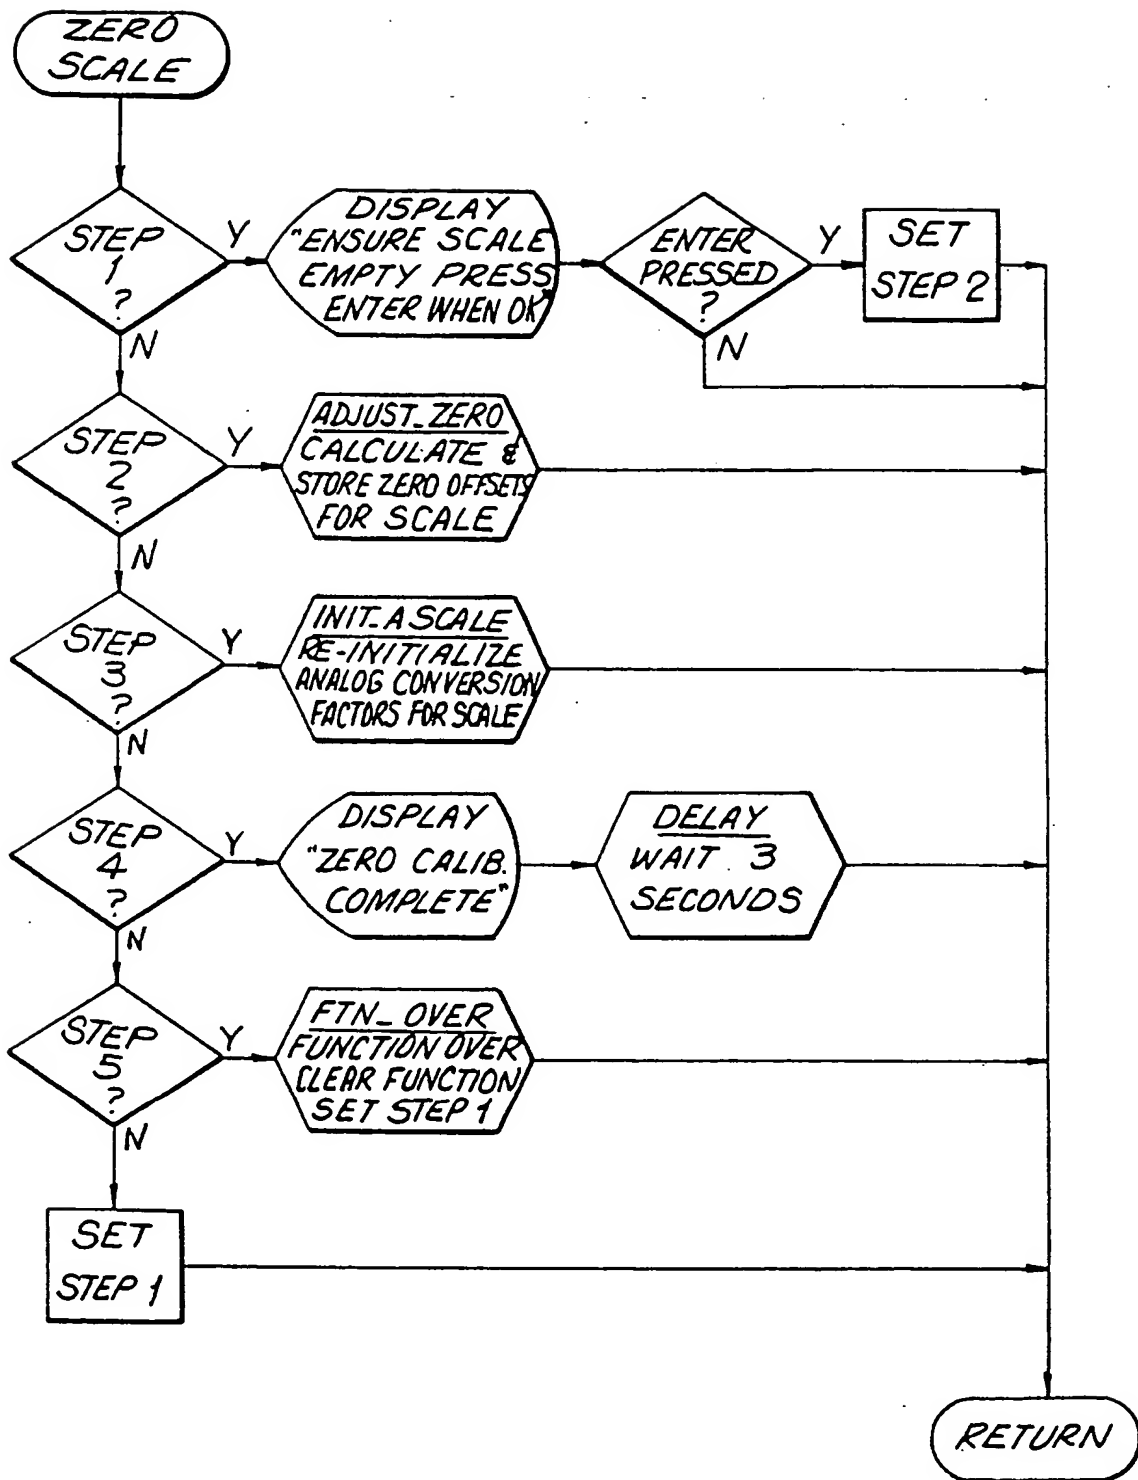 ZERO
SCALE
STEP
1
?
Y
DISPLAY
"ENSURE SCALE
EMPTY PRESS
ENTER WHEN OK"
ENTER
PRESSED
?
Y
SET
STEP 2
N
N
STEP
2
?
Y
ADJUST_ZERO
CALCULATE &
STORE ZERO OFFSETS
FOR SCALE
N
STEP
3
?
Y
INIT_A SCALE
RE-INITIALIZE
ANALOG CONVERSION
FACTORS FOR SCALE
N
STEP
4
?
Y
DISPLAY
"ZERO CALIB.
COMPLETE"
DELAY
WAIT 3
SECONDS
N
STEP
5
?
Y
FTN_OVER
FUNCTION OVER
CLEAR FUNCTION
SET STEP 1
N
SET
STEP 1
RETURN